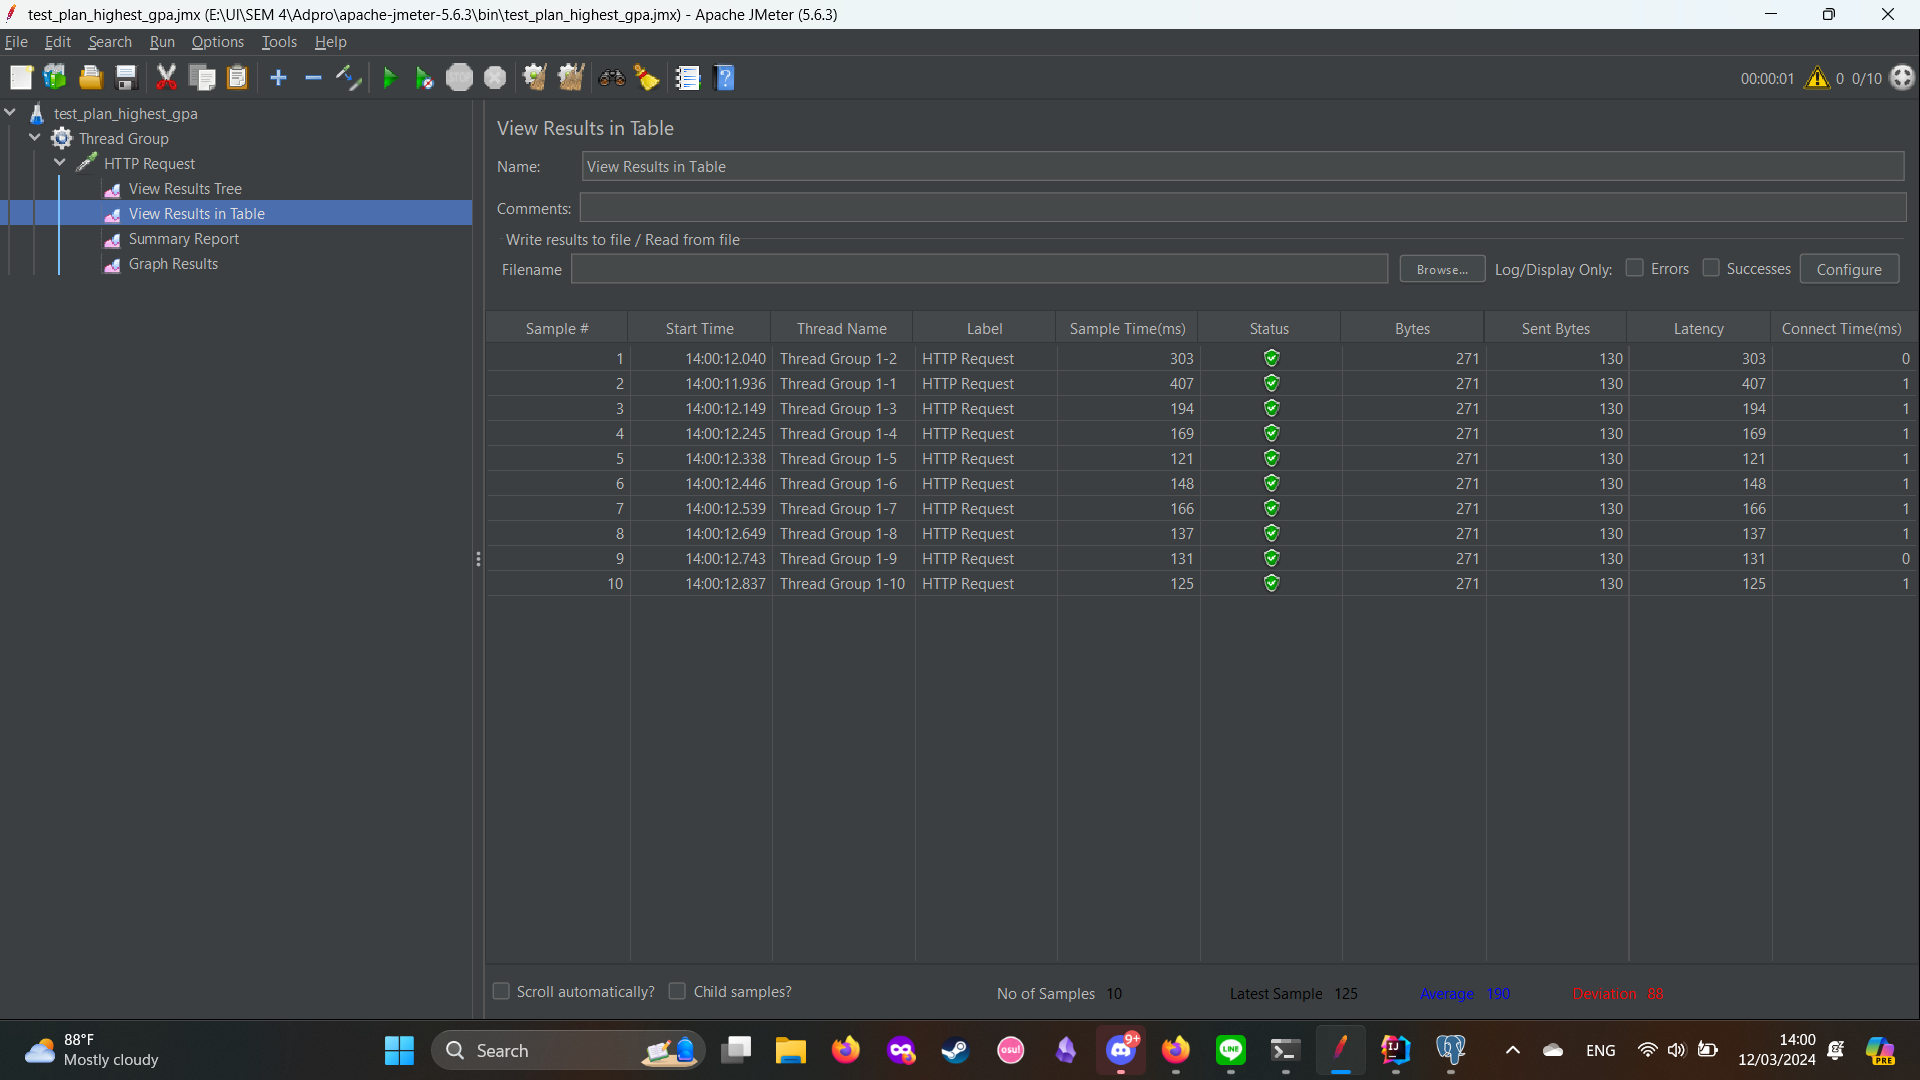 test_plan_highest_gpa.jmx (E:\UI\SEM 4\Adpro\apache-jmeter-5.6.3\bin\test_plan_highest_gpa.jmx) - Apache JMeter (5.6.3)
File Edit Search Run Options Tools Help
STOP 00:00:01 0 0/10
test_plan_highest_gpa
Thread Group
HTTP Request
View Results Tree
View Results in Table
Summary Report
Graph Results
View Results in Table
Name: View Results in Table
Comments:
Write results to file / Read from file
Filename Browse... Log/Display Only: Errors Successes Configure
Sample # Start Time Thread Name Label Sample Time(ms) Status Bytes Sent Bytes Latency Connect Time(ms)
1 14:00:12.040 Thread Group 1-2 HTTP Request 303 271 130 303 0
2 14:00:11.936 Thread Group 1-1 HTTP Request 407 271 130 407 1
3 14:00:12.149 Thread Group 1-3 HTTP Request 194 271 130 194 1
4 14:00:12.245 Thread Group 1-4 HTTP Request 169 271 130 169 1
5 14:00:12.338 Thread Group 1-5 HTTP Request 121 271 130 121 1
6 14:00:12.446 Thread Group 1-6 HTTP Request 148 271 130 148 1
7 14:00:12.539 Thread Group 1-7 HTTP Request 166 271 130 166 1
8 14:00:12.649 Thread Group 1-8 HTTP Request 137 271 130 137 1
9 14:00:12.743 Thread Group 1-9 HTTP Request 131 271 130 131 0
10 14:00:12.837 Thread Group 1-10 HTTP Request 125 271 130 125 1
Scroll automatically? Child samples? No of Samples 10 Latest Sample 125 Average 190 Deviation 88
88°F
Mostly cloudy
Search
osu!
9+
LINE
IJ
ENG
14:00
12/03/2024
PRE